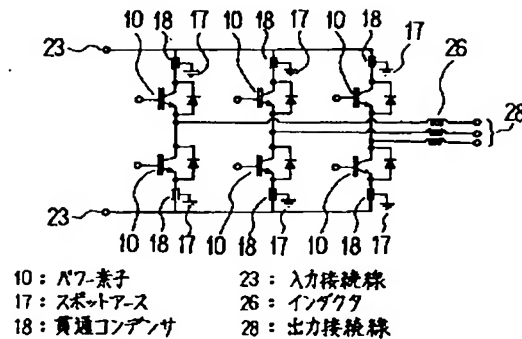 10 18 17 10 18 17 10 18 17
23
26
28
23
10 18 17 10 18 17 10 18 17
10：パワー素子
17：スポットアース
18：貫通コンデンサ
23：入力接続線
26：インダクタ
28：出力接続線